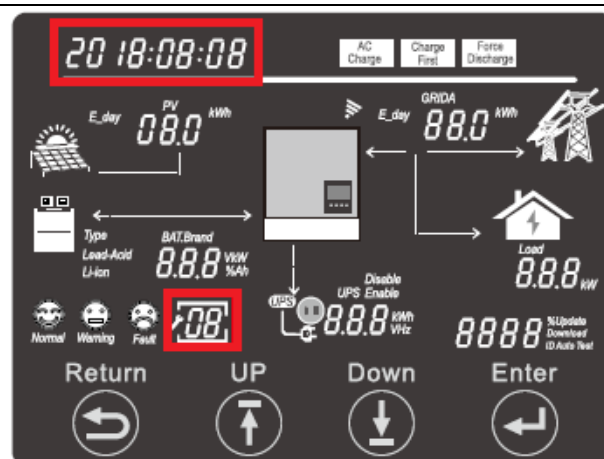 2018:08:08
AC Charge
Charge First
Force Discharge
PV
E_day 08.0 kWh
GRIDA
E_day 88.0 kWh
Type
Lead-Acid
Li-ion
BAT.Brand
8.8.8 VkW %Ah
Load
8.8.8 kW
Disable
UPS Enable
UPS
8.8.8 kWh VHz
Normal
Warning
Fault
08
8888 %Update Download ID Auto Test
Return
UP
Down
Enter